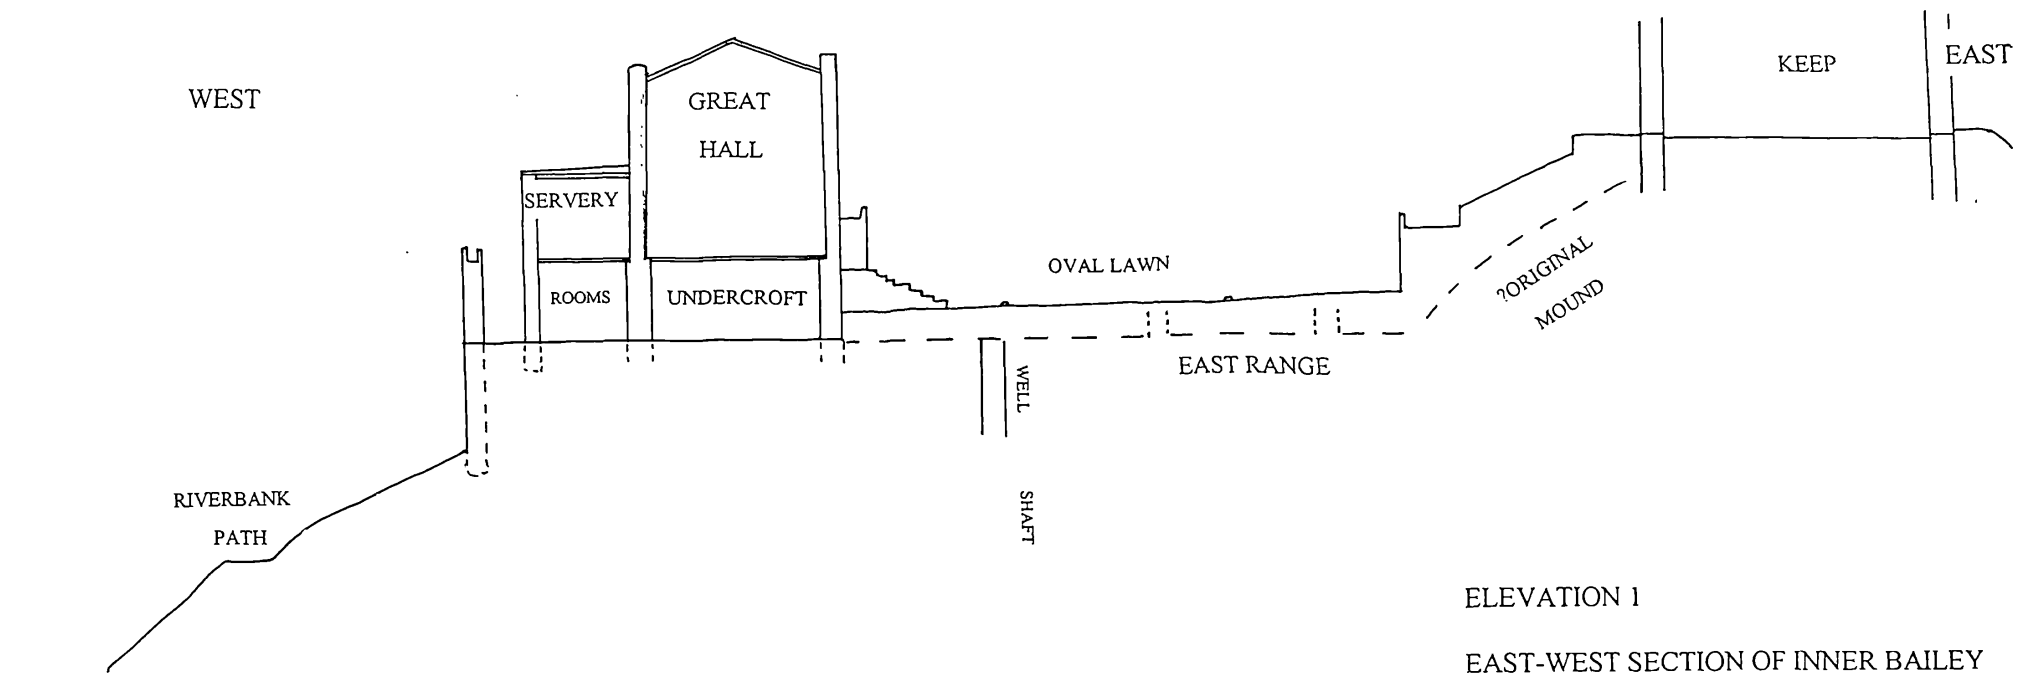 WEST
GREAT
HALL
KEEP
EAST
SERVERY
ROOMS
UNDERCROFT
OVAL LAWN
?ORIGINAL
MOUND
EAST RANGE
WELL
SHAFT
RIVERBANK
PATH
ELEVATION 1
EAST-WEST SECTION OF INNER BAILEY